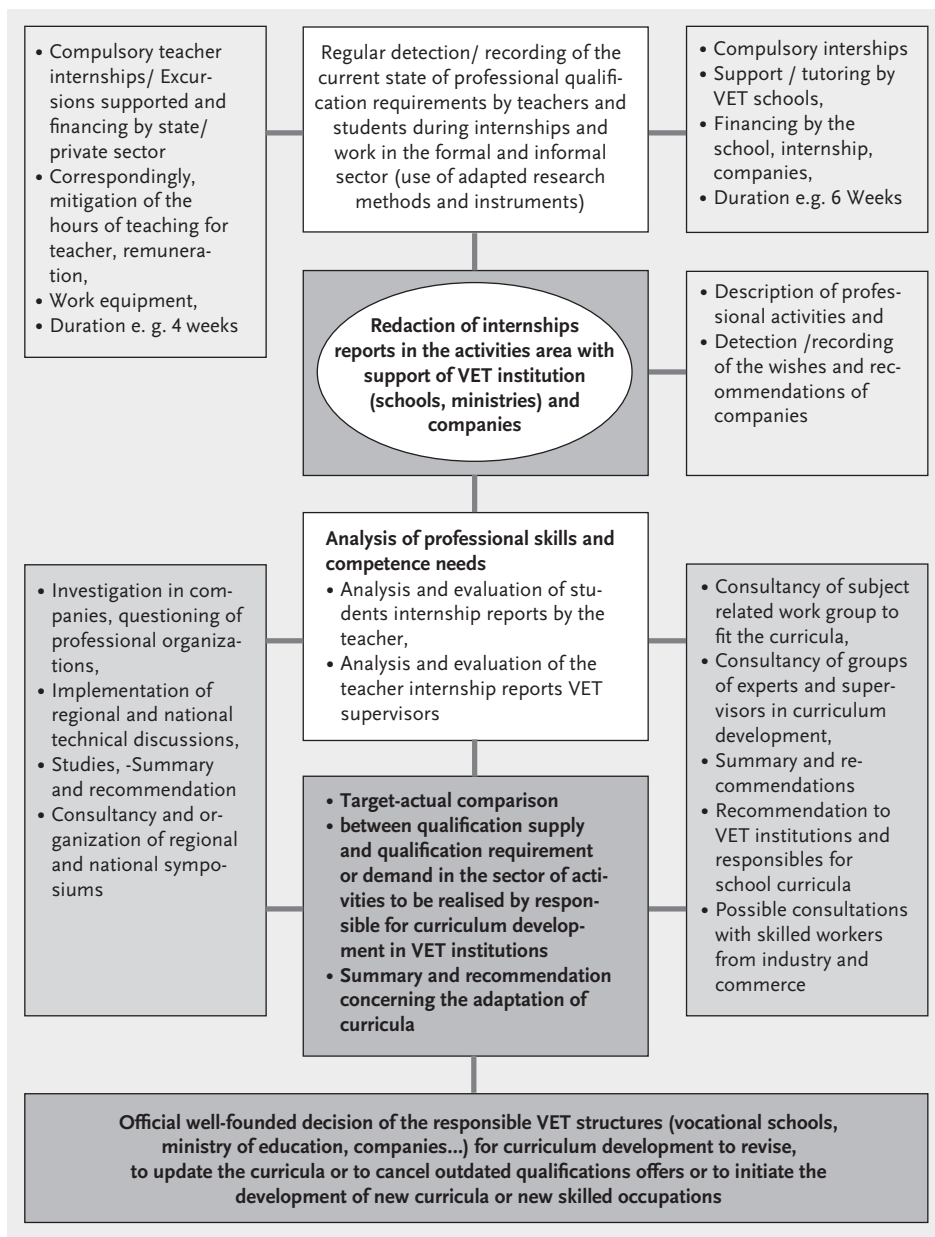 • Compulsory teacher
internships/ Excur-
sions supported and
financing by state/
private sector
• Correspondingly,
mitigation of the
hours of teaching for
teacher, remunera-
tion,
• Work equipment,
• Duration e. g. 4 weeks
Regular detection/ recording of the
current state of professional qualifi-
cation requirements by teachers and
students during internships and
work in the formal and informal
sector (use of adapted research
methods and instruments)
• Compulsory interships
• Support / tutoring by
VET schools,
• Financing by the
school, internship,
companies,
• Duration e.g. 6 Weeks
Redaction of internships
reports in the activities area with
support of VET institution
(schools, ministries) and
companies
• Description of profes-
sional activities and
• Detection /recording
of the wishes and rec-
ommendations of
companies
Analysis of professional skills and
competence needs
• Analysis and evaluation of stu-
dents internship reports by the
teacher,
• Analysis and evaluation of the
teacher internship reports VET
supervisors
• Investigation in com-
panies, questioning of
professional organiza-
tions,
• Implementation of
regional and national
technical discussions,
• Studies, -Summary
and recommendation
• Consultancy and or-
ganization of regional
and national sympo-
siums
• Consultancy of subject
related work group to
fit the curricula,
• Consultancy of groups
of experts and super-
visors in curriculum
development,
• Summary and re-
commendations
• Recommendation to
VET institutions and
responsibles for
school curricula
• Possible consultations
with skilled workers
from industry and
commerce
• Target-actual comparison
• between qualification supply
and qualification requirement
or demand in the sector of acti-
vities to be realised by respon-
sible for curriculum develop-
ment in VET institutions
• Summary and recommendation
concerning the adaptation of
curricula
Official well-founded decision of the responsible VET structures (vocational schools,
ministry of education, companies...) for curriculum development to revise,
to update the curricula or to cancel outdated qualifications offers or to initiate the
development of new curricula or new skilled occupations